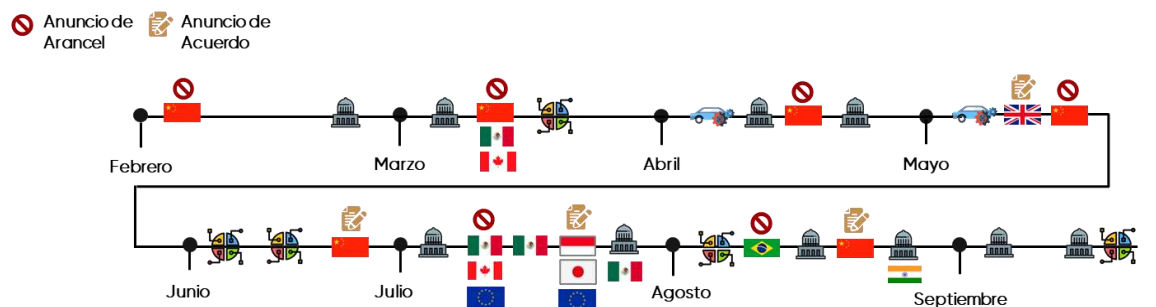 Anuncio de
Arancel
Anuncio de
Acuerdo
Febrero
Marzo
Abril
Mayo
Junio
Julio
Agosto
Septiembre